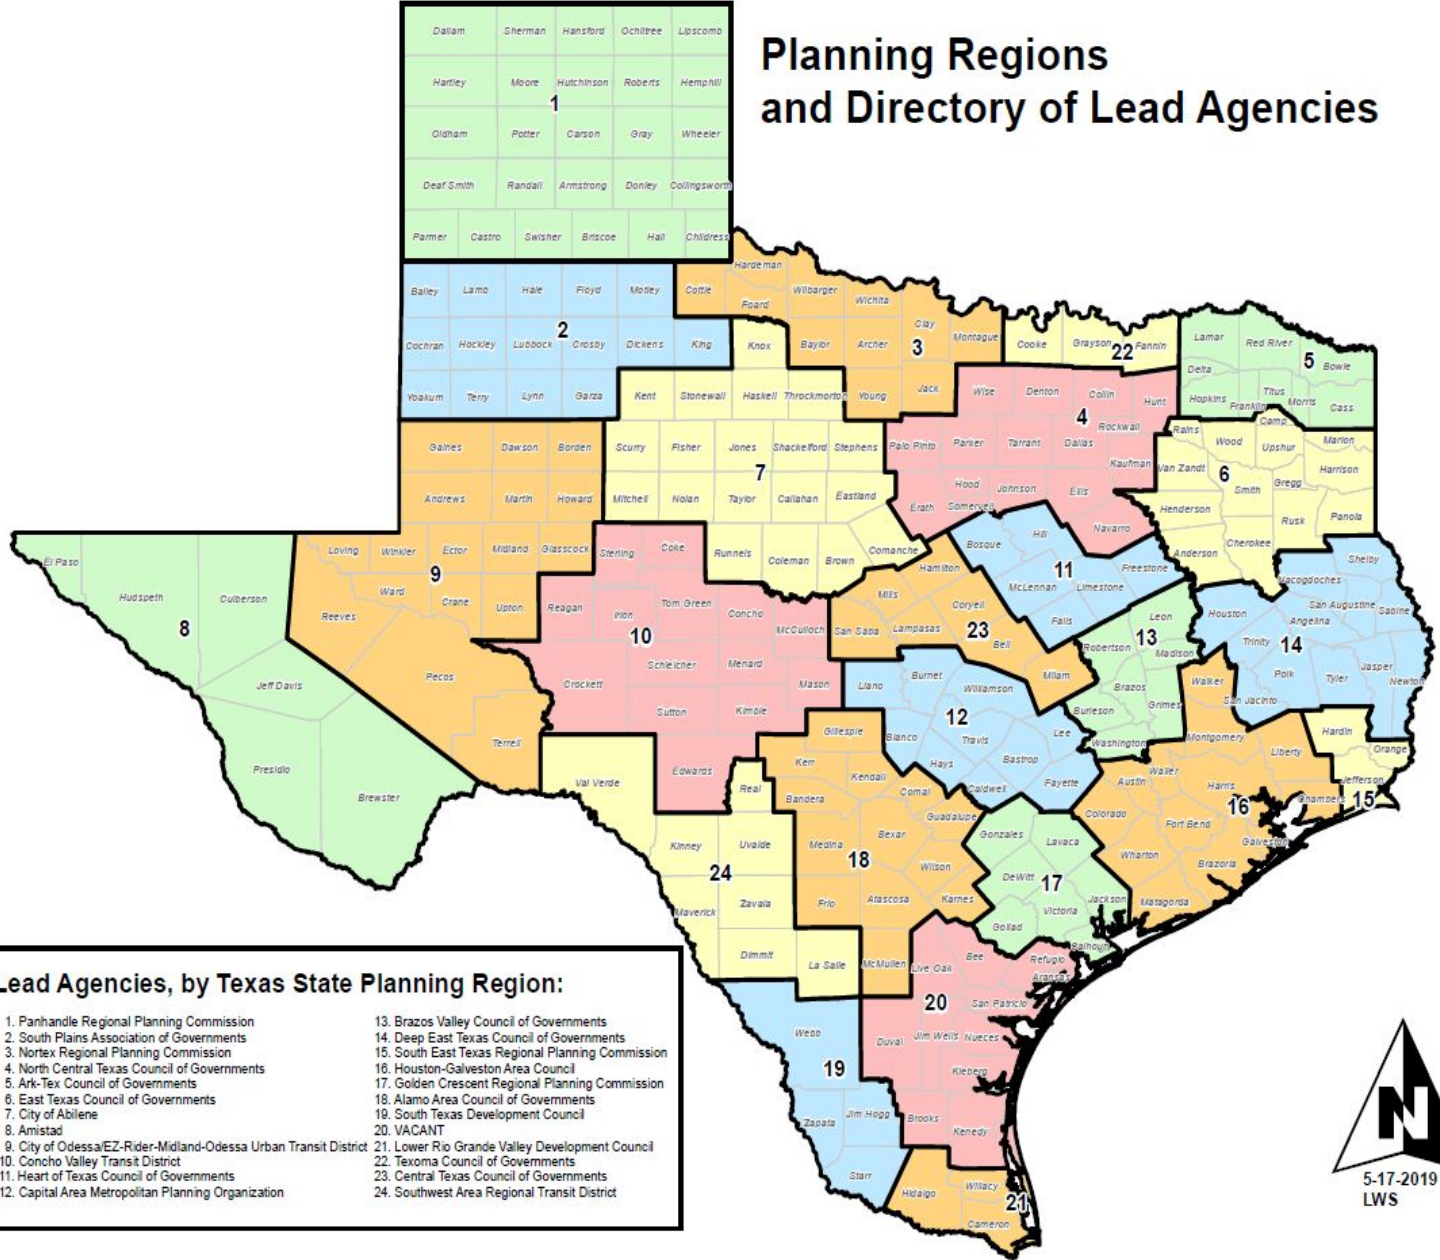 Planning Regions
and Directory of Lead Agencies
Dallam Sherman Hansford Ochiltree Lipscomb
Hartley Moore Hutchinson Roberts Hemphill
1
Oldham Potter Carson Gray Wheeler
Deaf Smith Randall Armstrong Donley Collingsworth
Parmer Castro Swisher Briscoe Hall Childress
Bailey Lamb Hale Floyd Motley
2
Cochran Hockley Lubbock Crosby Dickens King
Yoakum Terry Lynn Garza
Hardeman
Cottle Foard Wilbarger Wichita
Clay Montague
Baylor Archer 3
Young Jack
Cooke Grayson Fannin
22
Lamar Red River Bowie
5
Delta Hopkins Franklin Titus Morris Cass
Wise Denton Collin Hunt
4
Palo Pinto Parker Tarrant Dallas Rockwall
Kaufman
Hood Johnson Ellis
Erath Somervell Navarro
Camp
Rains Wood Upshur Marion
Van Zandt 6 Smith Gregg Harrison
Henderson Rusk Panola
Anderson Cherokee
Knox
Kent Stonewall Haskell Throckmorton
Scurry Fisher Jones Shackelford Stephens
7
Mitchell Nolan Taylor Callahan Eastland
Runnels Coleman Brown Comanche
Gaines Dawson Borden
Andrews Martin Howard
Loving Winkler Ector Midland Glasscock
9
Ward Crane Upton
Reeves
Pecos
Terrell
El Paso Hudspeth Culberson
8
Jeff Davis
Presidio Brewster
Sterling Coke
Reagan Irion Tom Green Concho
10 McCulloch
Crockett Schleicher Menard Mason
Sutton Kimble
Edwards
Bosque Hill
11 Freestone
McLennan Limestone
Falls
Hamilton
Mills Coryell
San Saba Lampasas 23 Bell
Milam
Leon
Robertson 13 Madison
Brazos Grimes
Burleson
Washington
Shelby
Nacogdoches
Houston San Augustine Sabine
Angelina
Trinity 14
Polk Tyler Jasper Newton
San Jacinto
Llano Burnet Williamson
12 Lee
Blanco Travis
Hays Bastrop
Caldwell Fayette
Hardin
Orange
Jefferson
15
Walker
Montgomery Liberty
Austin Waller Harris
Colorado 16 Chambers
Fort Bend Galveston
Wharton Brazoria
Matagorda
Gillespie
Kerr Kendall
Bandera Comal
Guadalupe
Medina Bexar
18 Wilson
Frio Atascosa Karnes
McMullen
Gonzales Lavaca
DeWitt 17
Jackson
Victoria
Goliad
Calhoun
Val Verde
Real
Kinney Uvalde
24
Maverick Zavala
Dimmit La Salle
Live Oak Bee Refugio
Aransas
20 San Patricio
Duval Jim Wells Nueces
Kleberg
Brooks Kenedy
Webb
19
Zapata Jim Hogg
Starr
Hidalgo Willacy
21
Cameron
Lead Agencies, by Texas State Planning Region:
1. Panhandle Regional Planning Commission
2. South Plains Association of Governments
3. Nortex Regional Planning Commission
4. North Central Texas Council of Governments
5. Ark-Tex Council of Governments
6. East Texas Council of Governments
7. City of Abilene
8. Amistad
9. City of Odessa/EZ-Rider-Midland-Odessa Urban Transit District
10. Concho Valley Transit District
11. Heart of Texas Council of Governments
12. Capital Area Metropolitan Planning Organization
13. Brazos Valley Council of Governments
14. Deep East Texas Council of Governments
15. South East Texas Regional Planning Commission
16. Houston-Galveston Area Council
17. Golden Crescent Regional Planning Commission
18. Alamo Area Council of Governments
19. South Texas Development Council
20. VACANT
21. Lower Rio Grande Valley Development Council
22. Texoma Council of Governments
23. Central Texas Council of Governments
24. Southwest Area Regional Transit District
N
5-17-2019
LWS